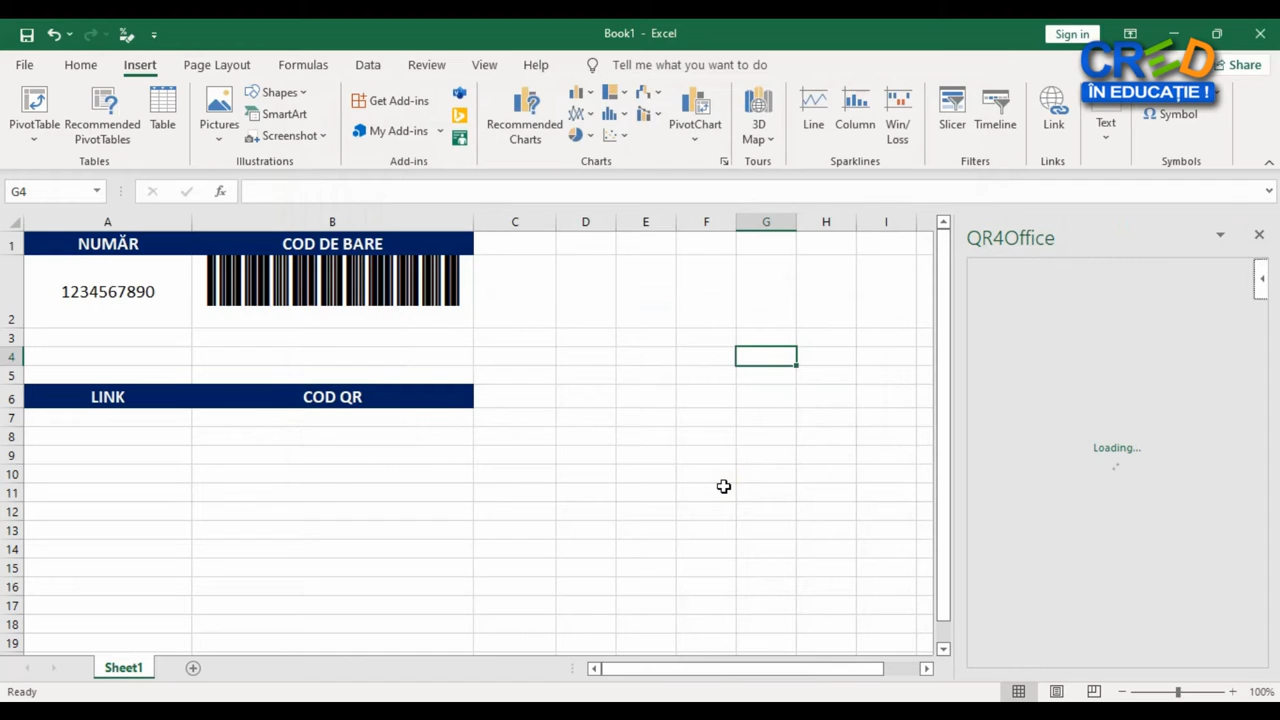 Book1 - Excel
Sign in
File Home Insert Page Layout Formulas Data Review View Help Tell me what you want to do Share
CRED
ÎN EDUCAȚIE !
PivotTable
Recommended
PivotTables
Table
Tables
Pictures
Shapes
SmartArt
Screenshot
Illustrations
Get Add-ins
My Add-ins
Add-ins
Recommended
Charts
PivotChart
Charts
3D
Map
Tours
Line
Column
Win/
Loss
Sparklines
Slicer
Timeline
Filters
Link
Links
Text
Symbol
Symbols
G4
fx
A B C D E F G H I
1 NUMĂR COD DE BARE
2 1234567890
3
4
5
6 LINK COD QR
7
8
9
10
11
12
13
14
15
16
17
18
19
QR4Office
Loading...
Sheet1
Ready
100%